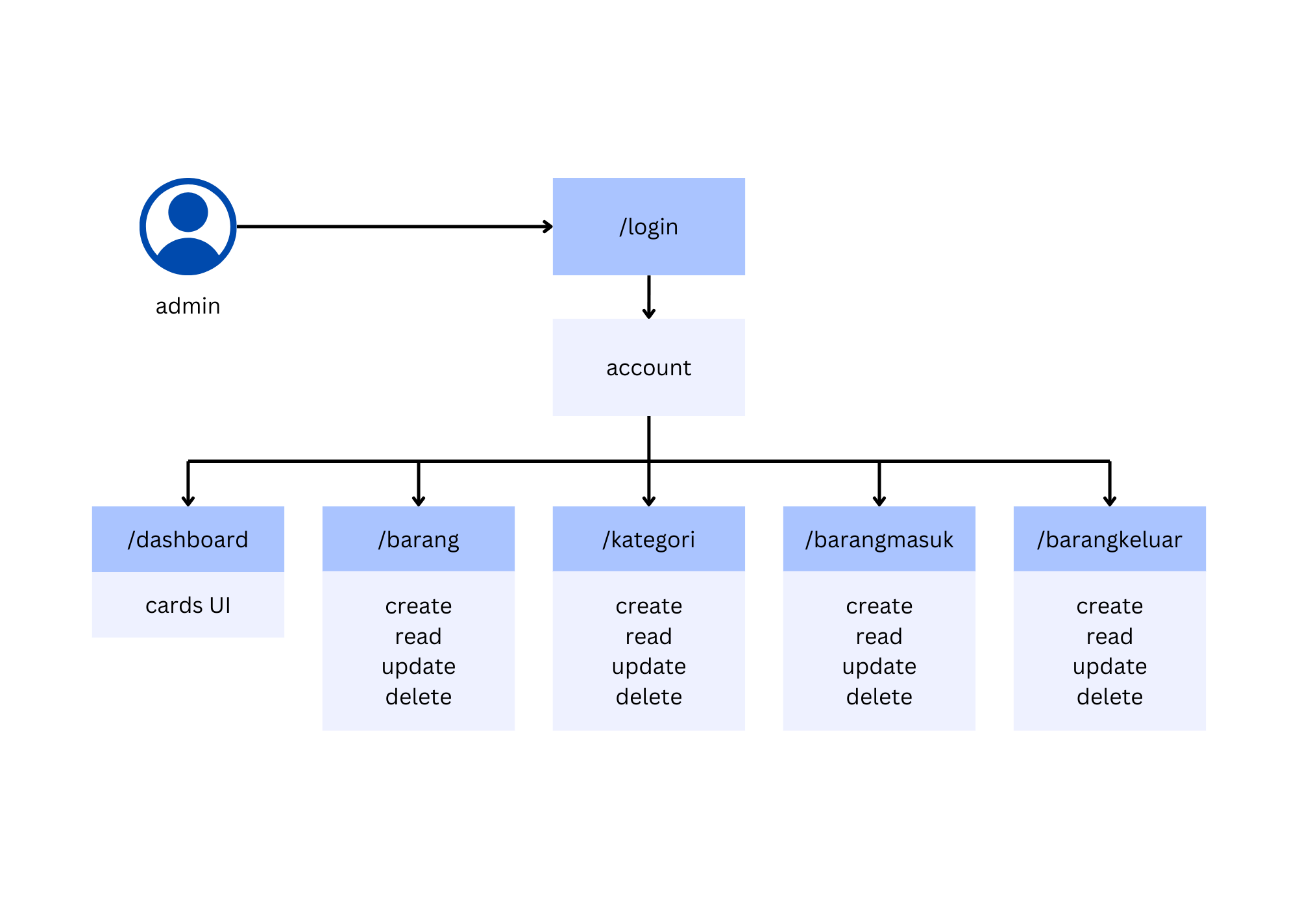 /login
admin
account
/dashboard
cards UI
/barang
create
read
update
delete
/kategori
create
read
update
delete
/barangmasuk
create
read
update
delete
/barangkeluar
create
read
update
delete